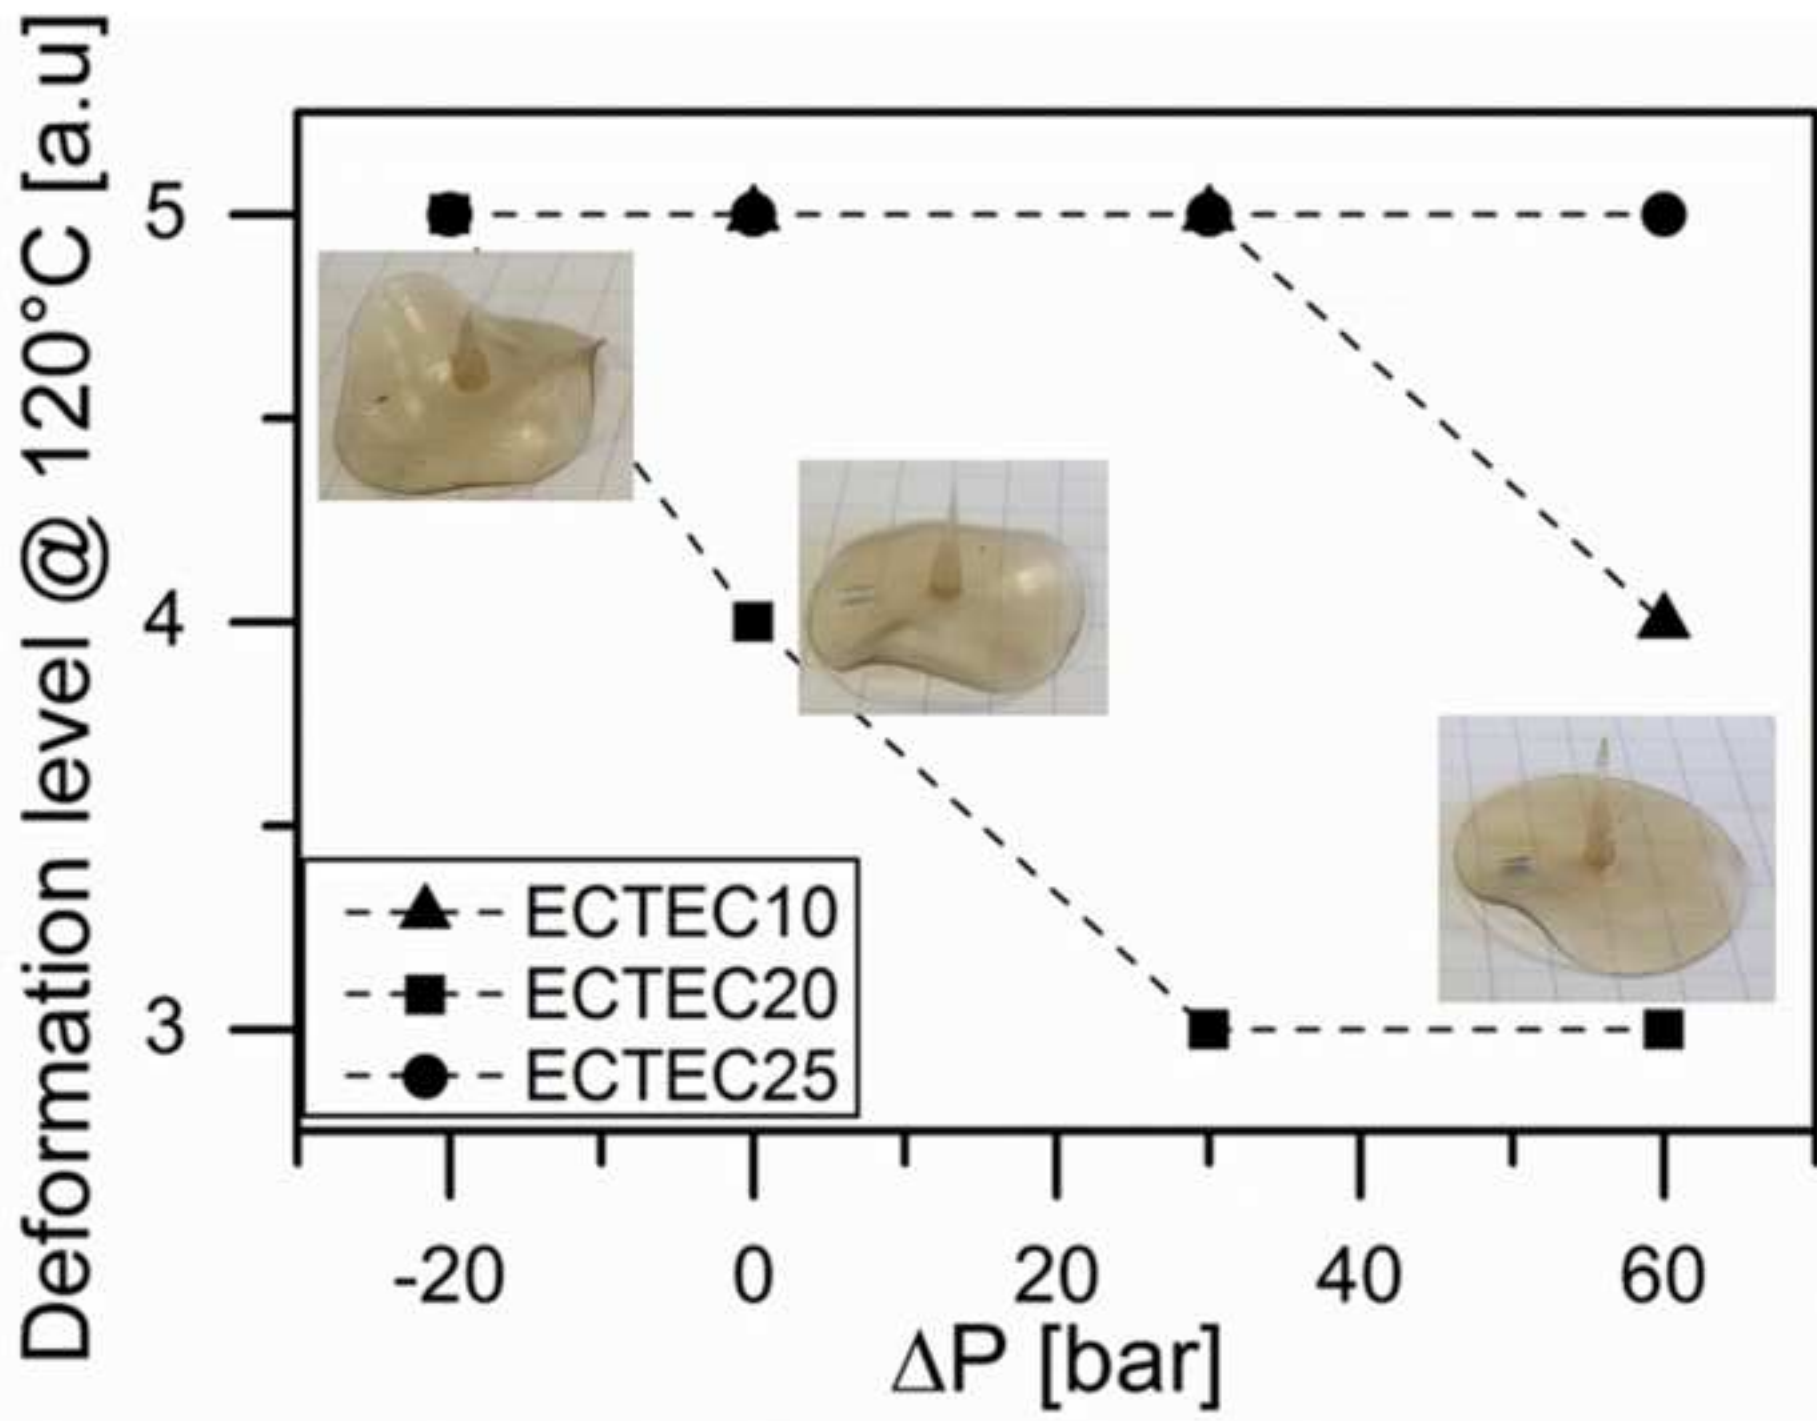 Deformation level @ 120°C [a.u]
5
4
3
ECTEC10
ECTEC20
ECTEC25
-20 0 20 40 60
ΔP [bar]